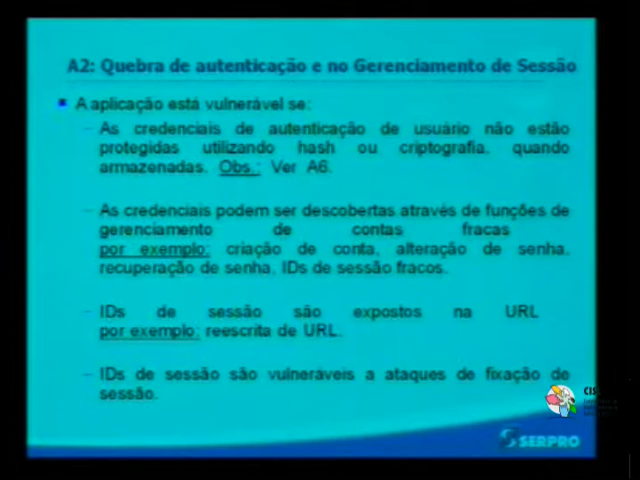 A2: Quebra de autenticação e no Gerenciamento de Sessão
A aplicação está vulnerável se:
– As credenciais de autenticação de usuário não estão
protegidas utilizando hash ou criptografia, quando
armazenadas. Obs.: Ver A6.
– As credenciais podem ser descobertas através de funções de
gerenciamento de contas fracas
por exemplo: criação de conta, alteração de senha,
recuperação de senha, IDs de sessão fracos.
– IDs de sessão são expostos na URL
por exemplo: reescrita de URL.
– IDs de sessão são vulneráveis a ataques de fixação de
sessão.
CIS
SERPRO